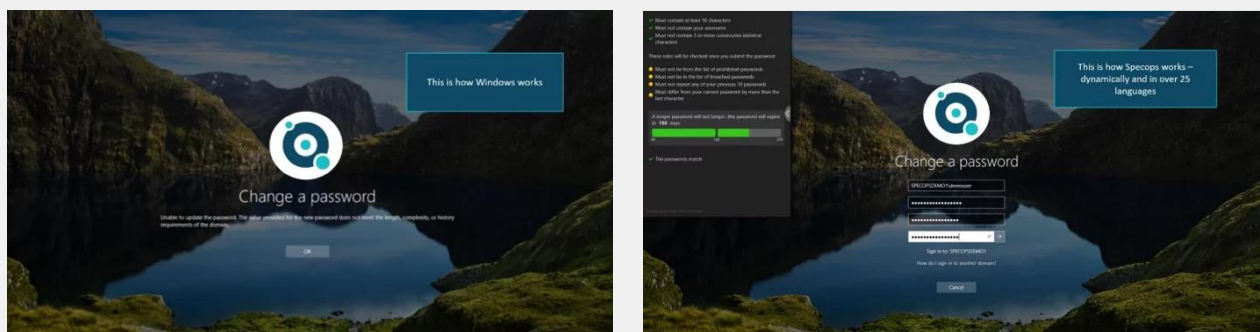 This is how Windows works
Change a password
Unable to update the password. The value provided for the new password does not meet the length, complexity, or history
requirements of the domain.
OK
✓ Must contain at least 10 characters
✓ Must not contain your username
✓ Must not contain 3 or more consecutive identical
characters
These rules will be checked once you submit the password:
Must not be from the list of prohibited passwords
Must not be in the list of breached passwords
Must not repeat any of your previous 10 passwords
Must differ from your current password by more than the
last character
A longer password will last longer, this password will expire
in 180 days.
✓ The passwords match
This is how Specops works –
dynamically and in over 25
languages
Change a password
SPECOPSDEMO1\demouser
Sign in to: SPECOPSDEMO1
How do I sign in to another domain?
Cancel